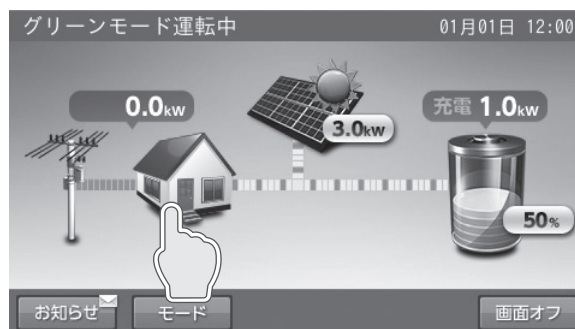 グリーンモード運転中 01月01日 12:00
0.0kw
3.0kw
充電 1.0kw
50%
お知らせ モード 画面オフ